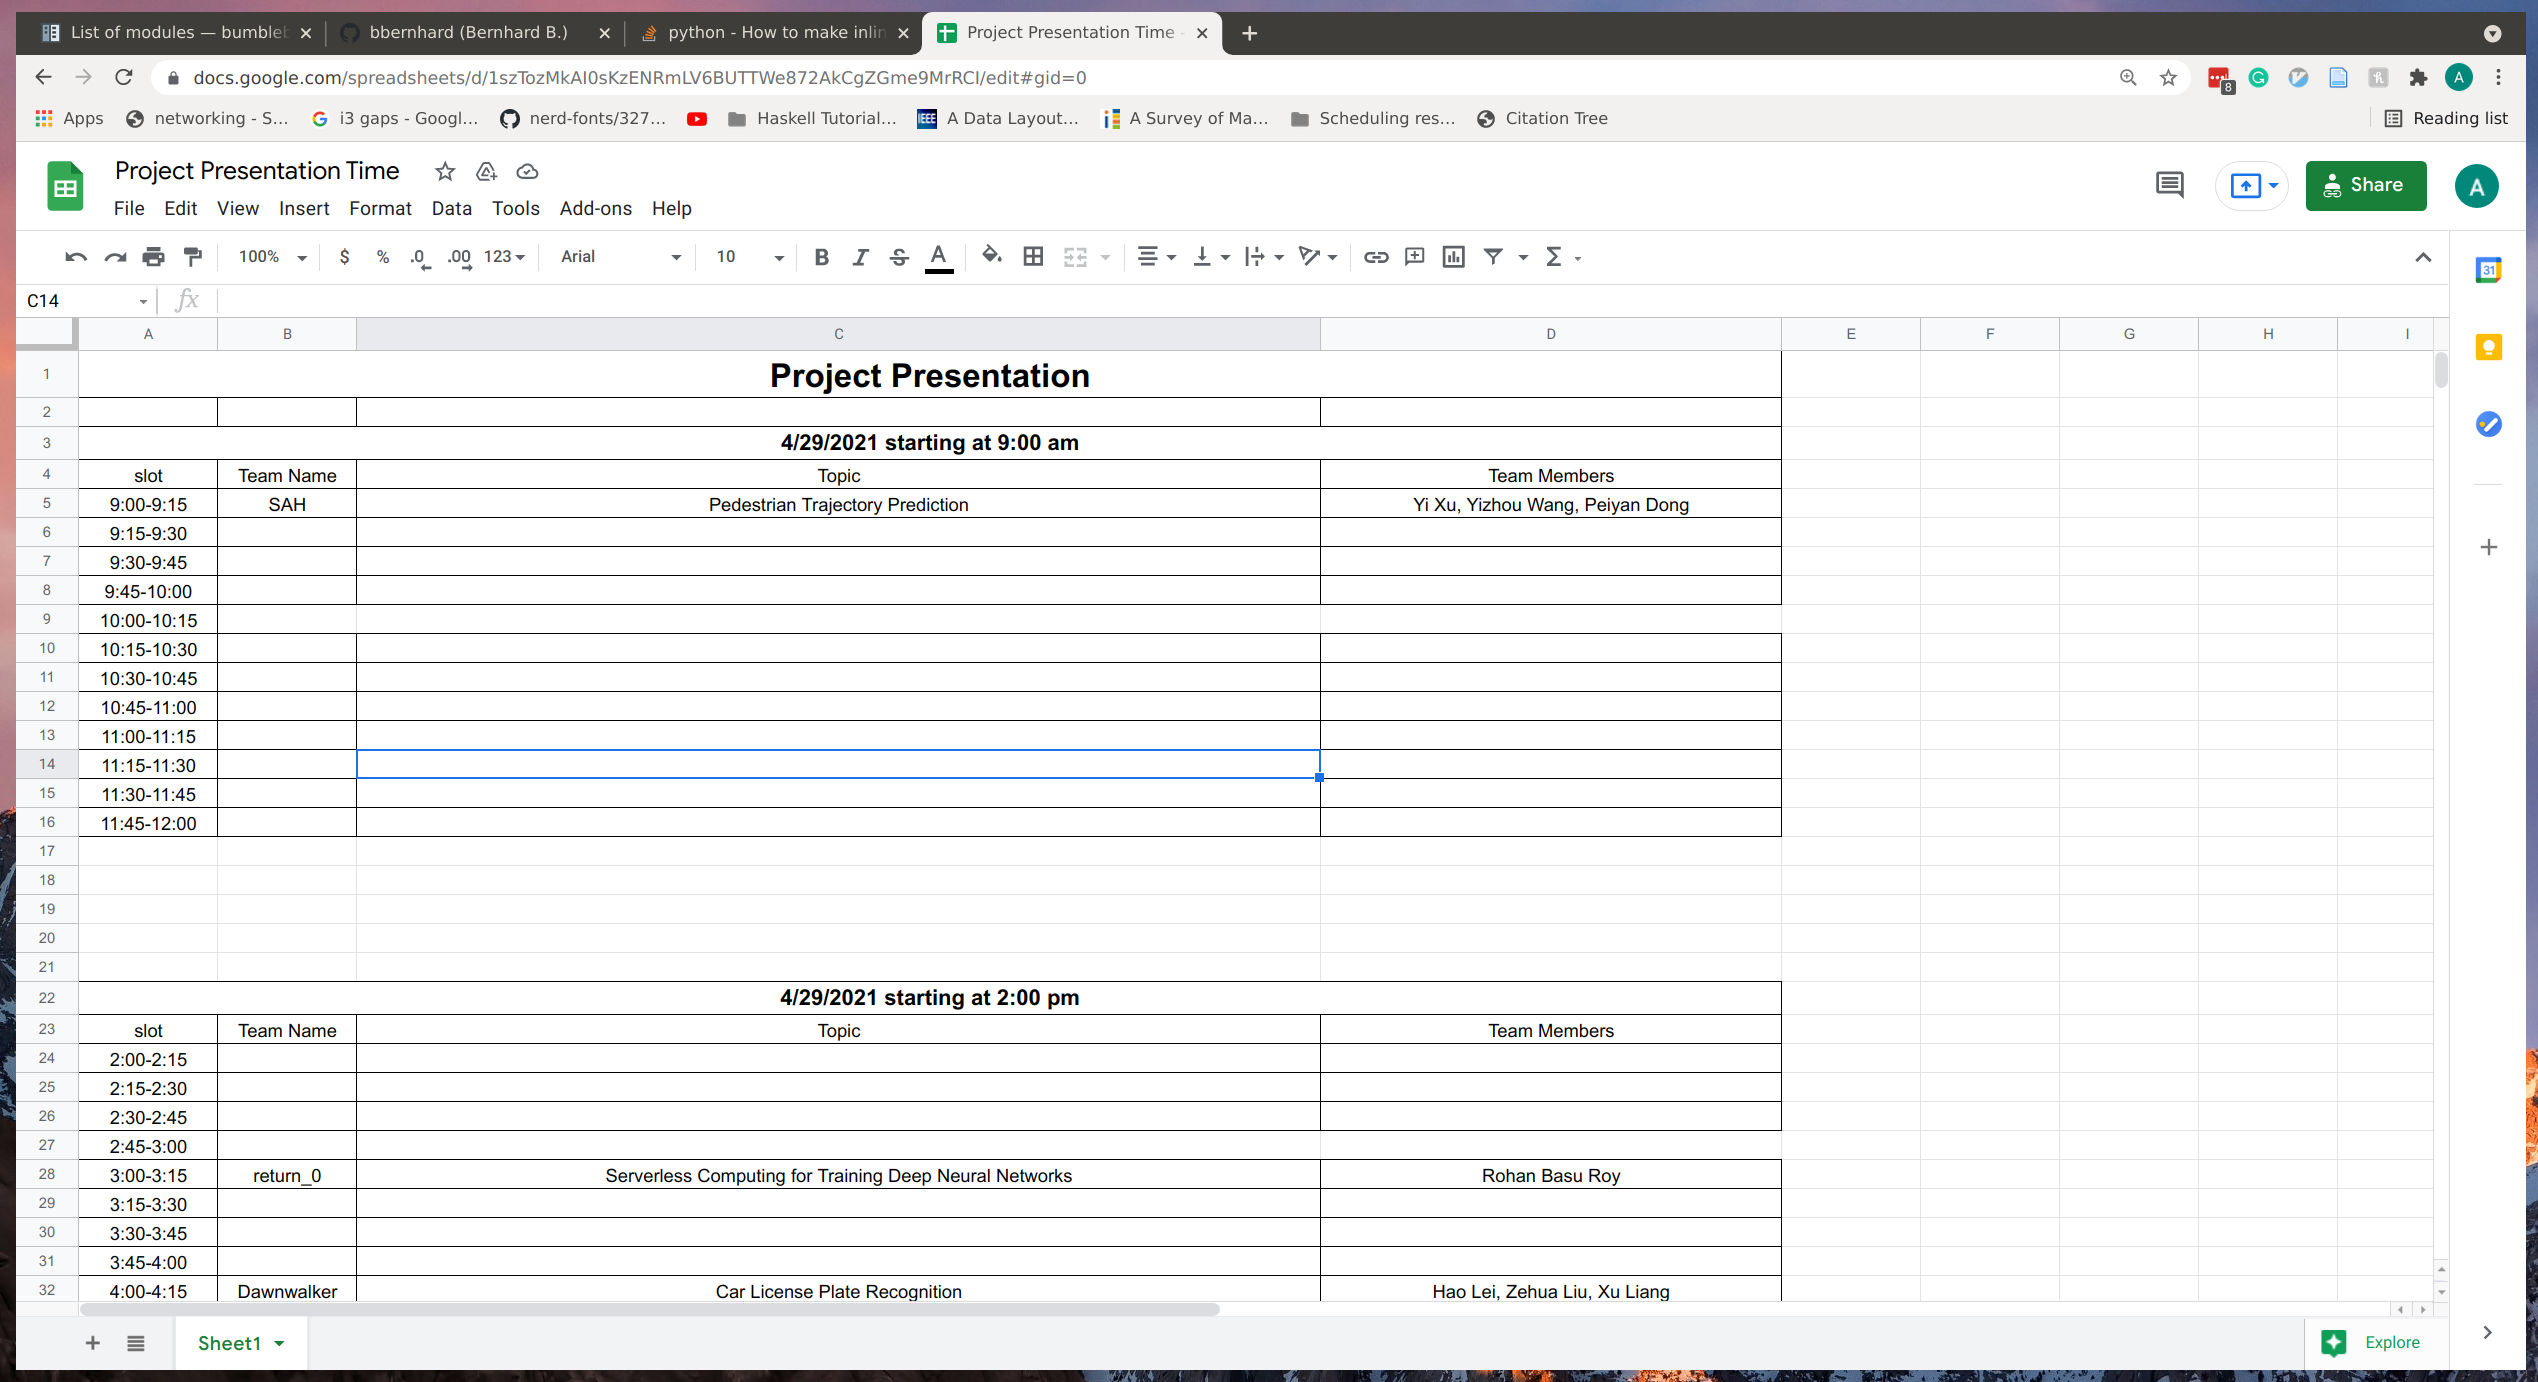 List of modules — bumbleb
bbernhard (Bernhard B.)
python - How to make inlin
Project Presentation Time -
docs.google.com/spreadsheets/d/1szTozMkAI0sKzENRmLV6BUTTWe872AkCgZGme9MrRCI/edit#gid=0
8
A
Apps
networking - S...
i3 gaps - Googl...
nerd-fonts/327...
Haskell Tutorial...
IEEE
A Data Layout...
A Survey of Ma...
Scheduling res...
Citation Tree
Reading list
Project Presentation Time
Share
A
File Edit View Insert Format Data Tools Add-ons Help
100% $ % .0 .00 123 Arial 10 B I S A Σ
31
C14 fx
A B C D E F G H I
1 Project Presentation
2
3 4/29/2021 starting at 9:00 am
4 slot Team Name Topic Team Members
5 9:00-9:15 SAH Pedestrian Trajectory Prediction Yi Xu, Yizhou Wang, Peiyan Dong
6 9:15-9:30
7 9:30-9:45
8 9:45-10:00
9 10:00-10:15
10 10:15-10:30
11 10:30-10:45
12 10:45-11:00
13 11:00-11:15
14 11:15-11:30
15 11:30-11:45
16 11:45-12:00
17
18
19
20
21
22 4/29/2021 starting at 2:00 pm
23 slot Team Name Topic Team Members
24 2:00-2:15
25 2:15-2:30
26 2:30-2:45
27 2:45-3:00
28 3:00-3:15 return_0 Serverless Computing for Training Deep Neural Networks Rohan Basu Roy
29 3:15-3:30
30 3:30-3:45
31 3:45-4:00
32 4:00-4:15 Dawnwalker Car License Plate Recognition Hao Lei, Zehua Liu, Xu Liang
Sheet1
Explore